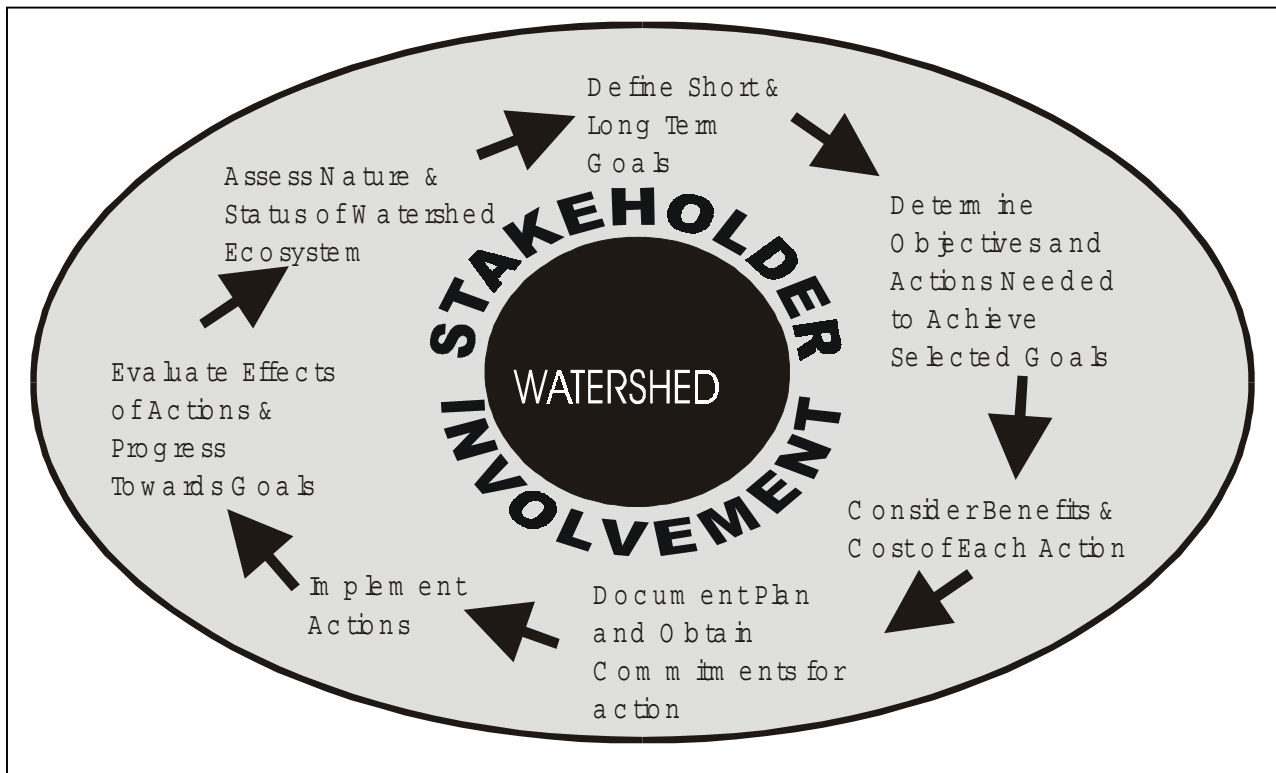 Define Short &
Long Term
Goals
Assess Nature &
Status of Watershed
Ecosystem
Determine
Objectives and
Actions Needed
to Achieve
Selected Goals
STAKEHOLDER
WATERSHED
INVOLVEMENT
Evaluate Effects
of Actions &
Progress
Towards Goals
Consider Benefits &
Cost of Each Action
Document Plan
and Obtain
Commitments for
action
Implement
Actions